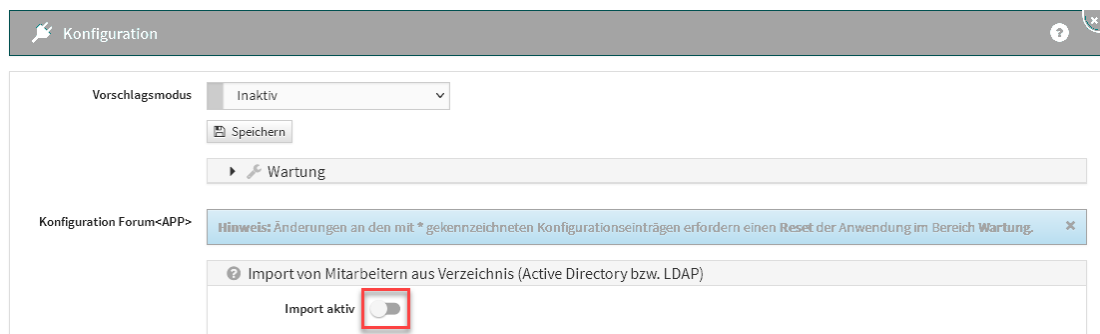 Konfiguration
Vorschlagsmodus
Inaktiv
Speichern
Wartung
Konfiguration Forum<APP>
Hinweis: Änderungen an den mit * gekennzeichneten Konfigurationseinträgen erfordern einen Reset der Anwendung im Bereich Wartung.
Import von Mitarbeitern aus Verzeichnis (Active Directory bzw. LDAP)
Import aktiv